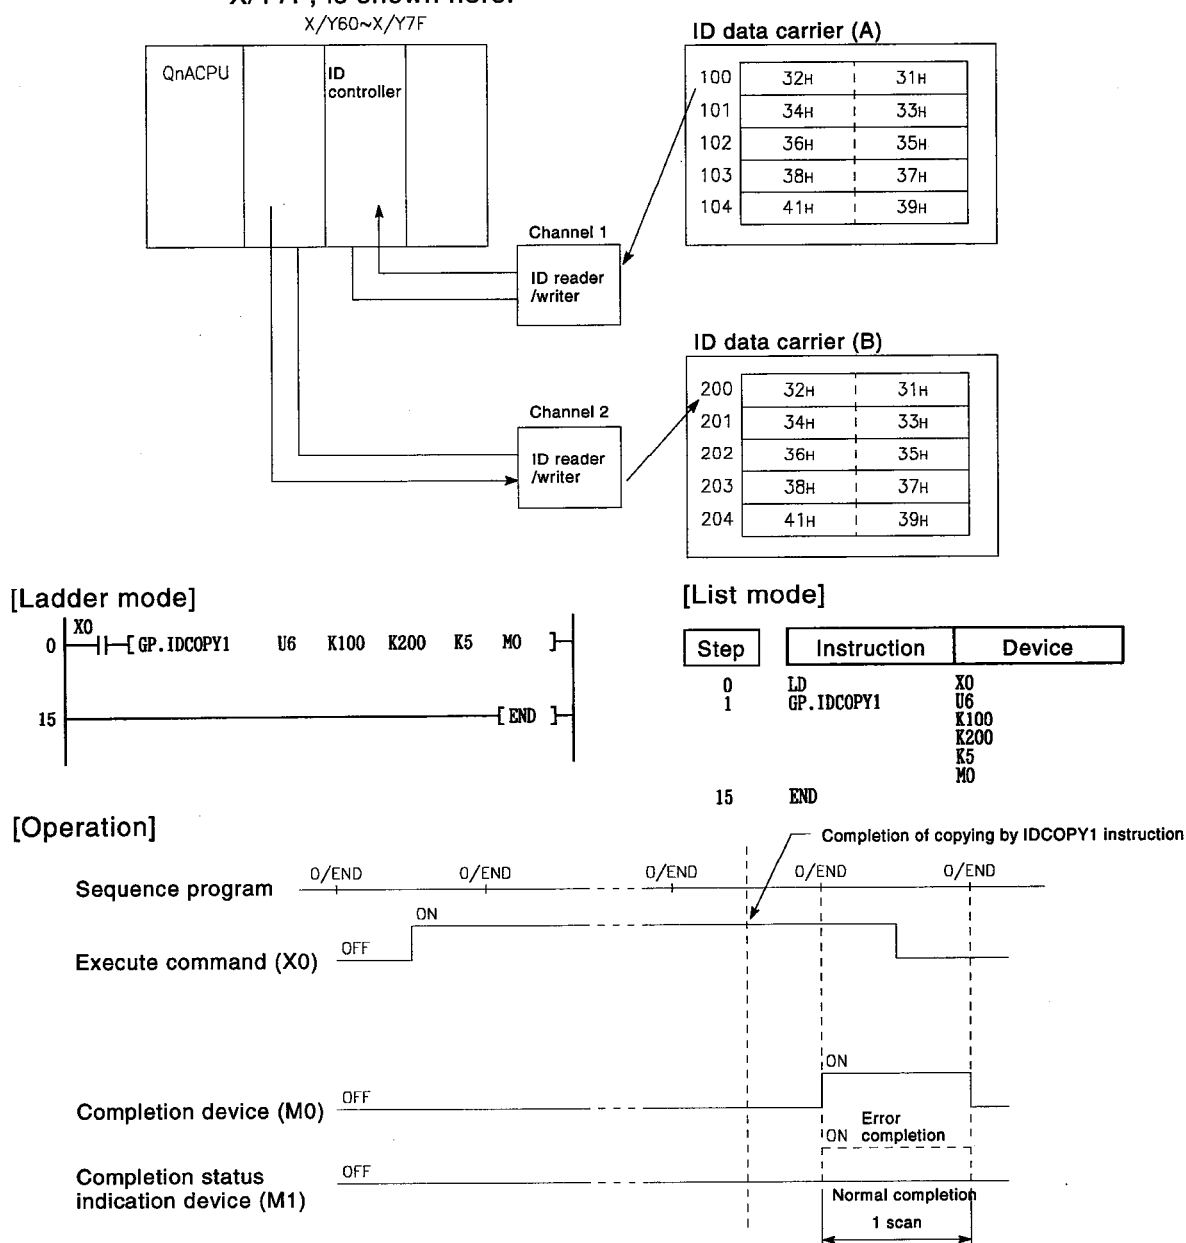 X/Y7F, is shown here.
X/Y60~X/Y7F
QnACPU
ID
controller
ID data carrier (A)
100 32H 31H
101 34H 33H
102 36H 35H
103 38H 37H
104 41H 39H
Channel 1
ID reader
/writer
ID data carrier (B)
200 32H 31H
201 34H 33H
202 36H 35H
203 38H 37H
204 41H 39H
Channel 2
ID reader
/writer
[Ladder mode]
X0
0 [ GP.IDCOPY1 U6 K100 K200 K5 M0 ]
15 [ END ]
[List mode]
Step Instruction Device
0 LD X0
1 GP.IDCOPY1 U6
K100
K200
K5
M0
15 END
[Operation]
Completion of copying by IDCOPY1 instruction
Sequence program 0/END 0/END 0/END 0/END 0/END
ON
Execute command (X0) OFF
ON
Completion device (M0) OFF
Error
ON completion
Completion status
indication device (M1) OFF
Normal completion
1 scan